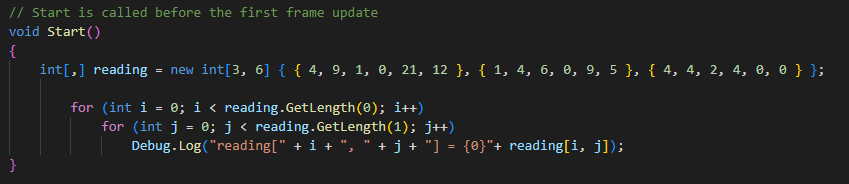 // Start is called before the first frame update
void Start()
{
int[,] reading = new int[3, 6] { { 4, 9, 1, 0, 21, 12 }, { 1, 4, 6, 0, 9, 5 }, { 4, 4, 2, 4, 0, 0 } };
for (int i = 0; i < reading.GetLength(0); i++)
for (int j = 0; j < reading.GetLength(1); j++)
Debug.Log("reading[" + i + ", " + j + "] = {0}"+ reading[i, j]);
}